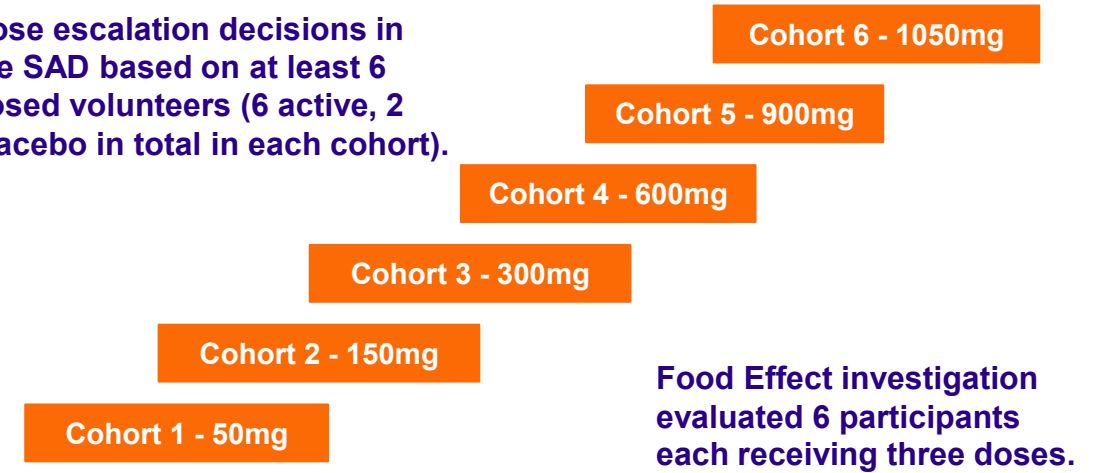 ose escalation decisions in
e SAD based on at least 6
osed volunteers (6 active, 2
acebo in total in each cohort).
Cohort 6 - 1050mg
Cohort 5 - 900mg
Cohort 4 - 600mg
Cohort 3 - 300mg
Cohort 2 - 150mg
Cohort 1 - 50mg
Food Effect investigation
evaluated 6 participants
each receiving three doses.